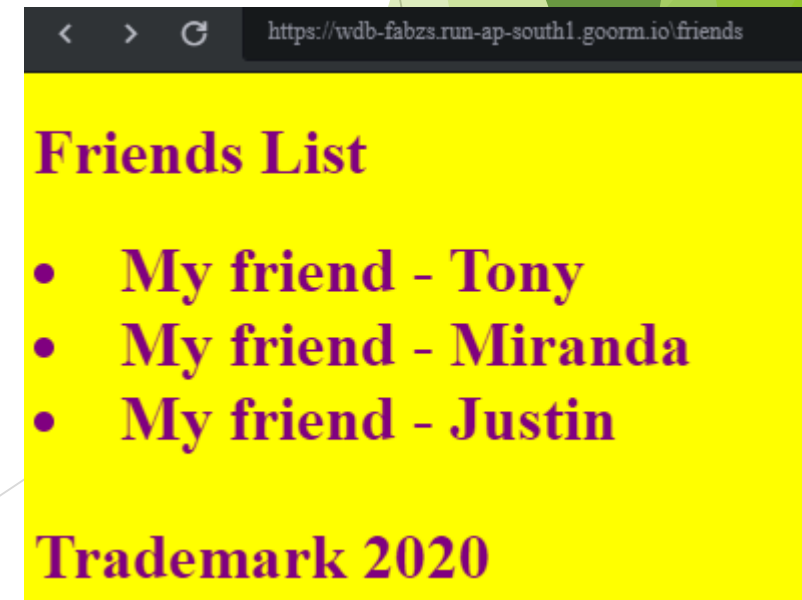 https://wdb-fabzs.run-ap-south1.goorm.io\friends
Friends List
• My friend - Tony
• My friend - Miranda
• My friend - Justin
Trademark 2020